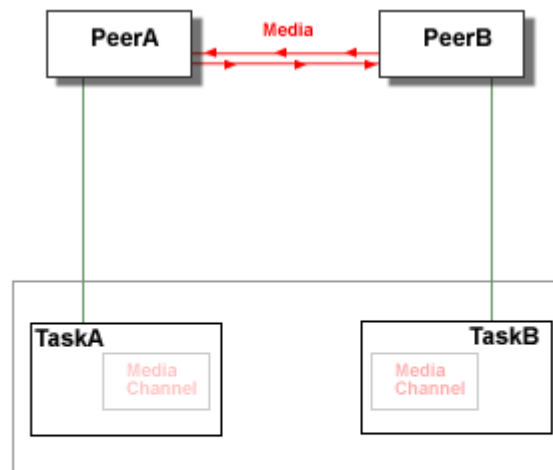 PeerA
Media
PeerB
TaskA
Media
Channel
TaskB
Media
Channel